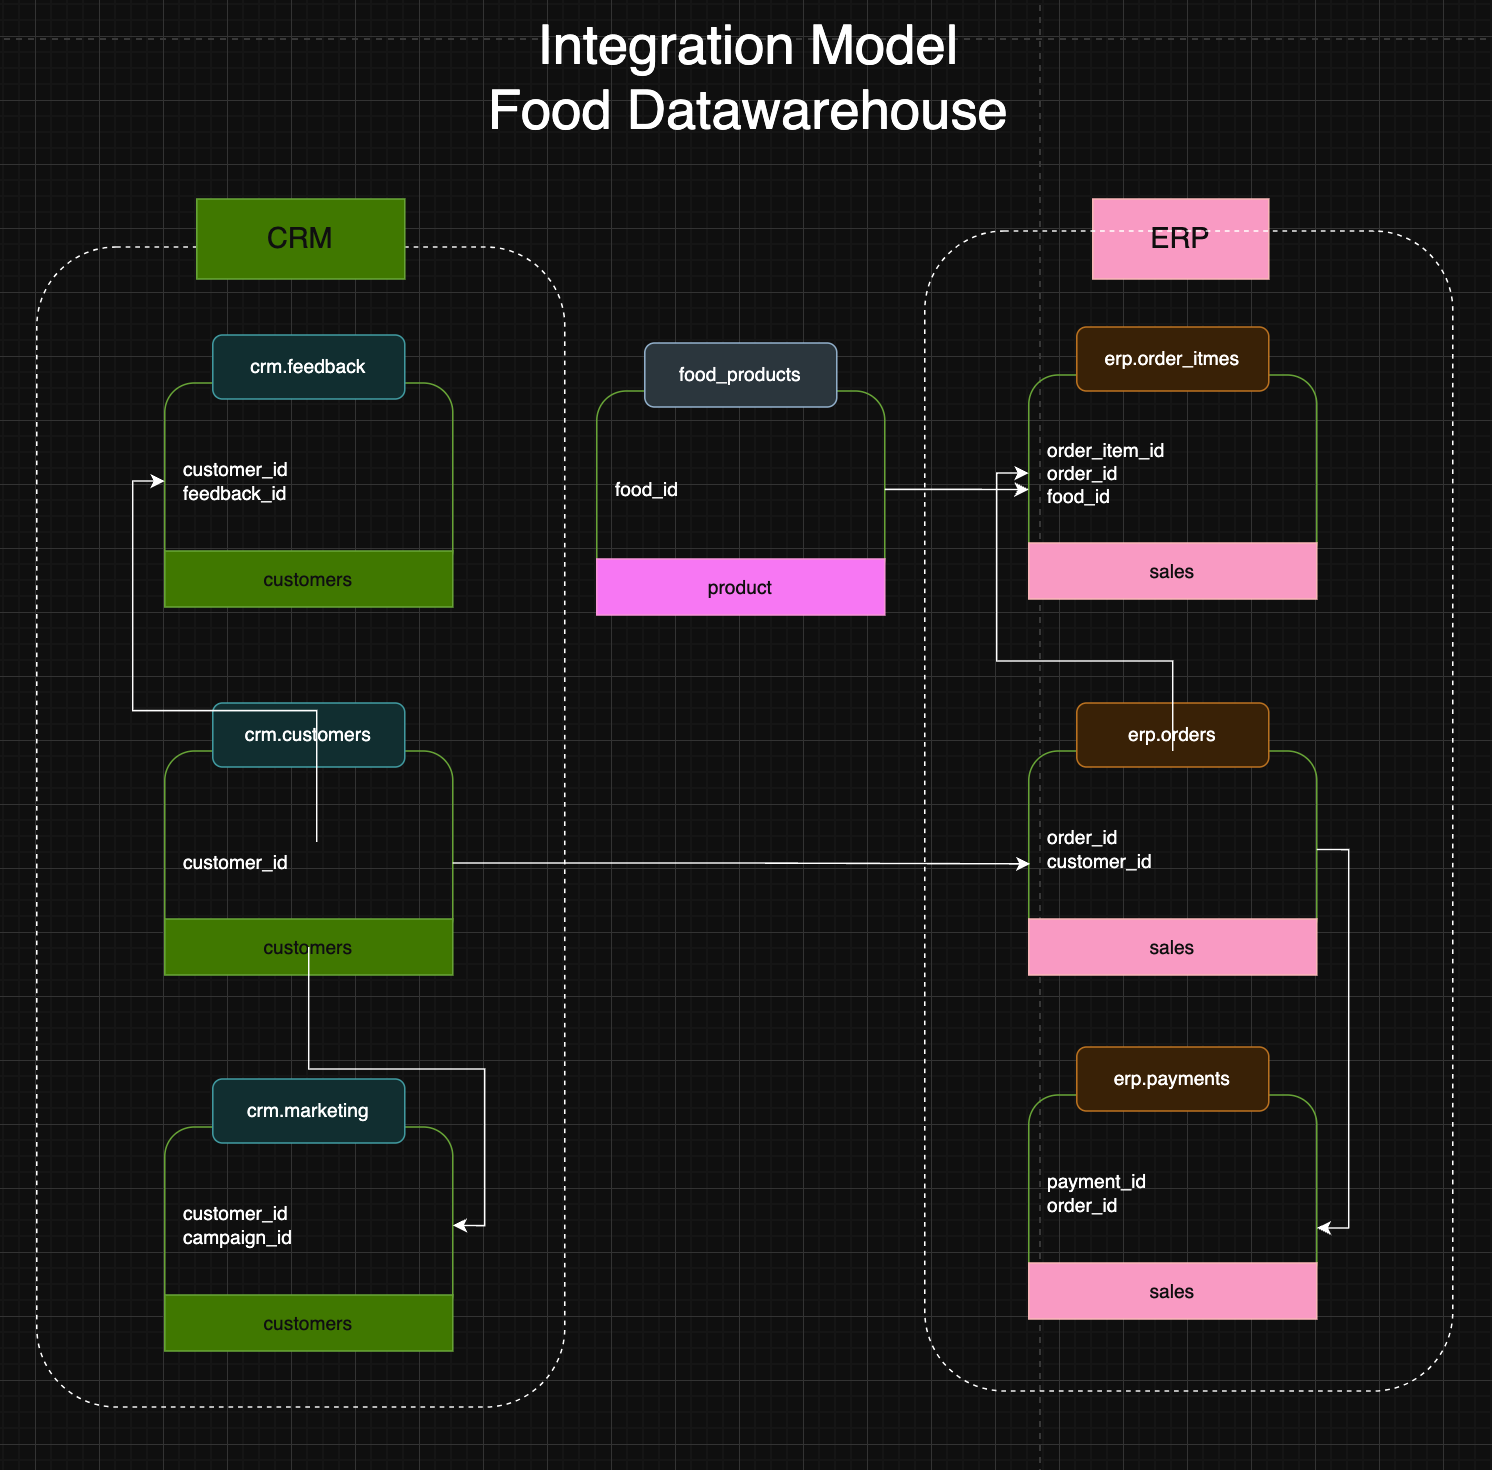 Integration Model
Food Datawarehouse
CRM
ERP
crm.feedback
customer_id
feedback_id
customers
food_products
food_id
product
erp.order_itmes
order_item_id
order_id
food_id
sales
crm.customers
customer_id
customers
erp.orders
order_id
customer_id
sales
crm.marketing
customer_id
campaign_id
customers
erp.payments
payment_id
order_id
sales